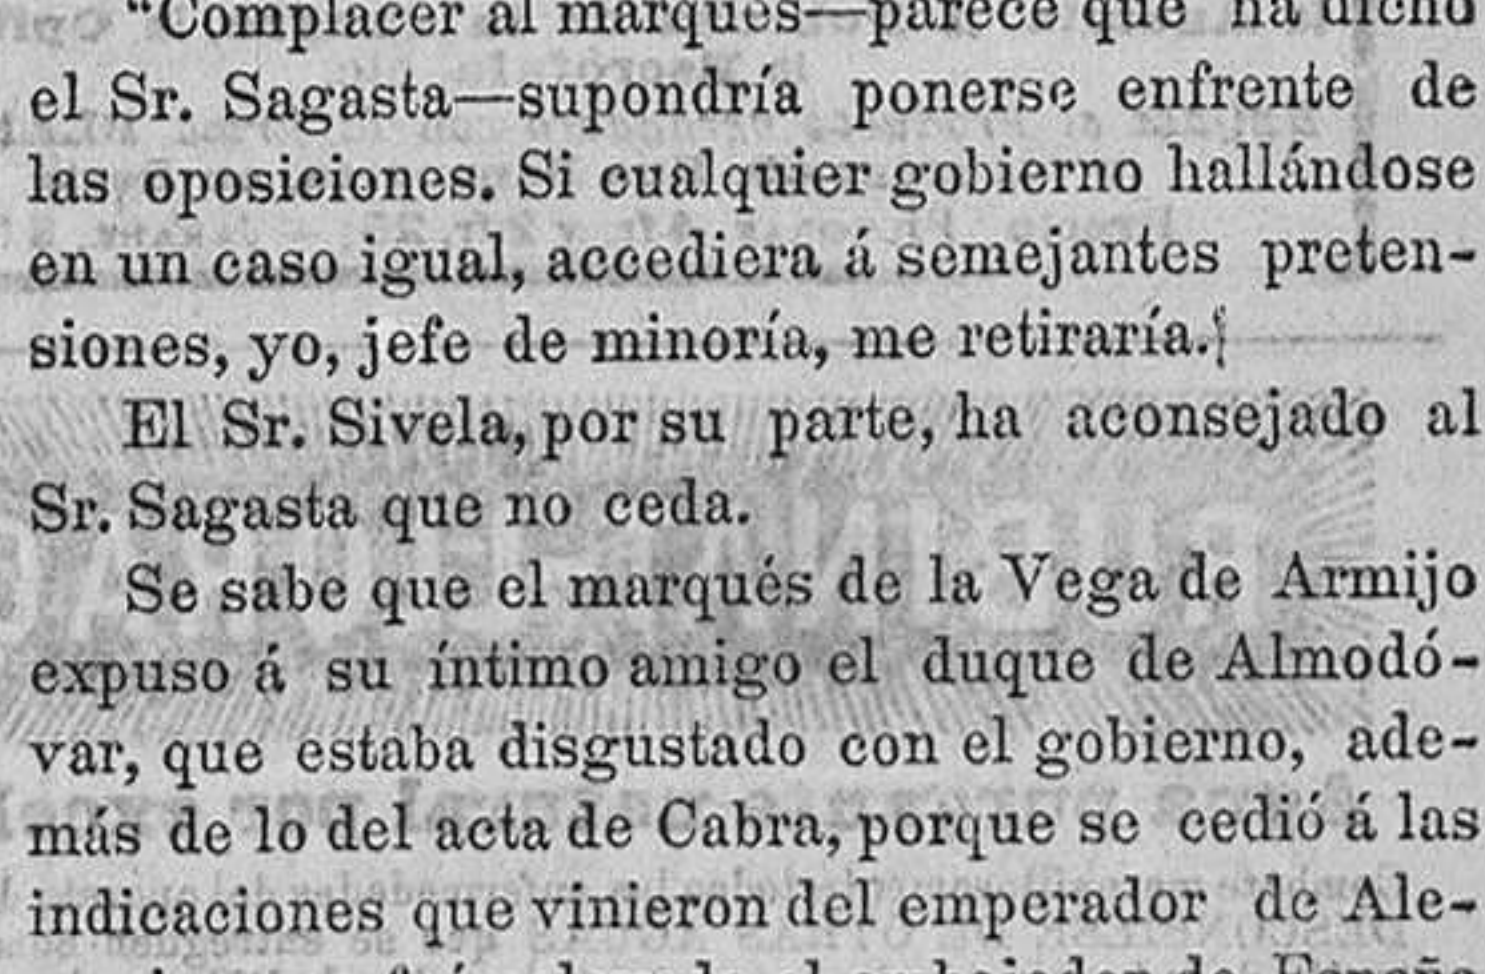 “Complacer al marqués—parece que ha dicho
el Sr. Sagasta—supondría ponerse enfrente de
las oposiciones. Si cualquier gobierno hallándose
en un caso igual, accediera á semejantes preten-
siones, yo, jefe de minoría, me retiraría.
El Sr. Sivela, por su parte, ha aconsejado al
Sr. Sagasta que no ceda.
Se sabe que el marqués de la Vega de Armijo
expuso á su íntimo amigo el duque de Almodó-
var, que estaba disgustado con el gobierno, ade-
más de lo del acta de Cabra, porque se cedió á las
indicaciones que vinieron del emperador de Ale-
embajador de España